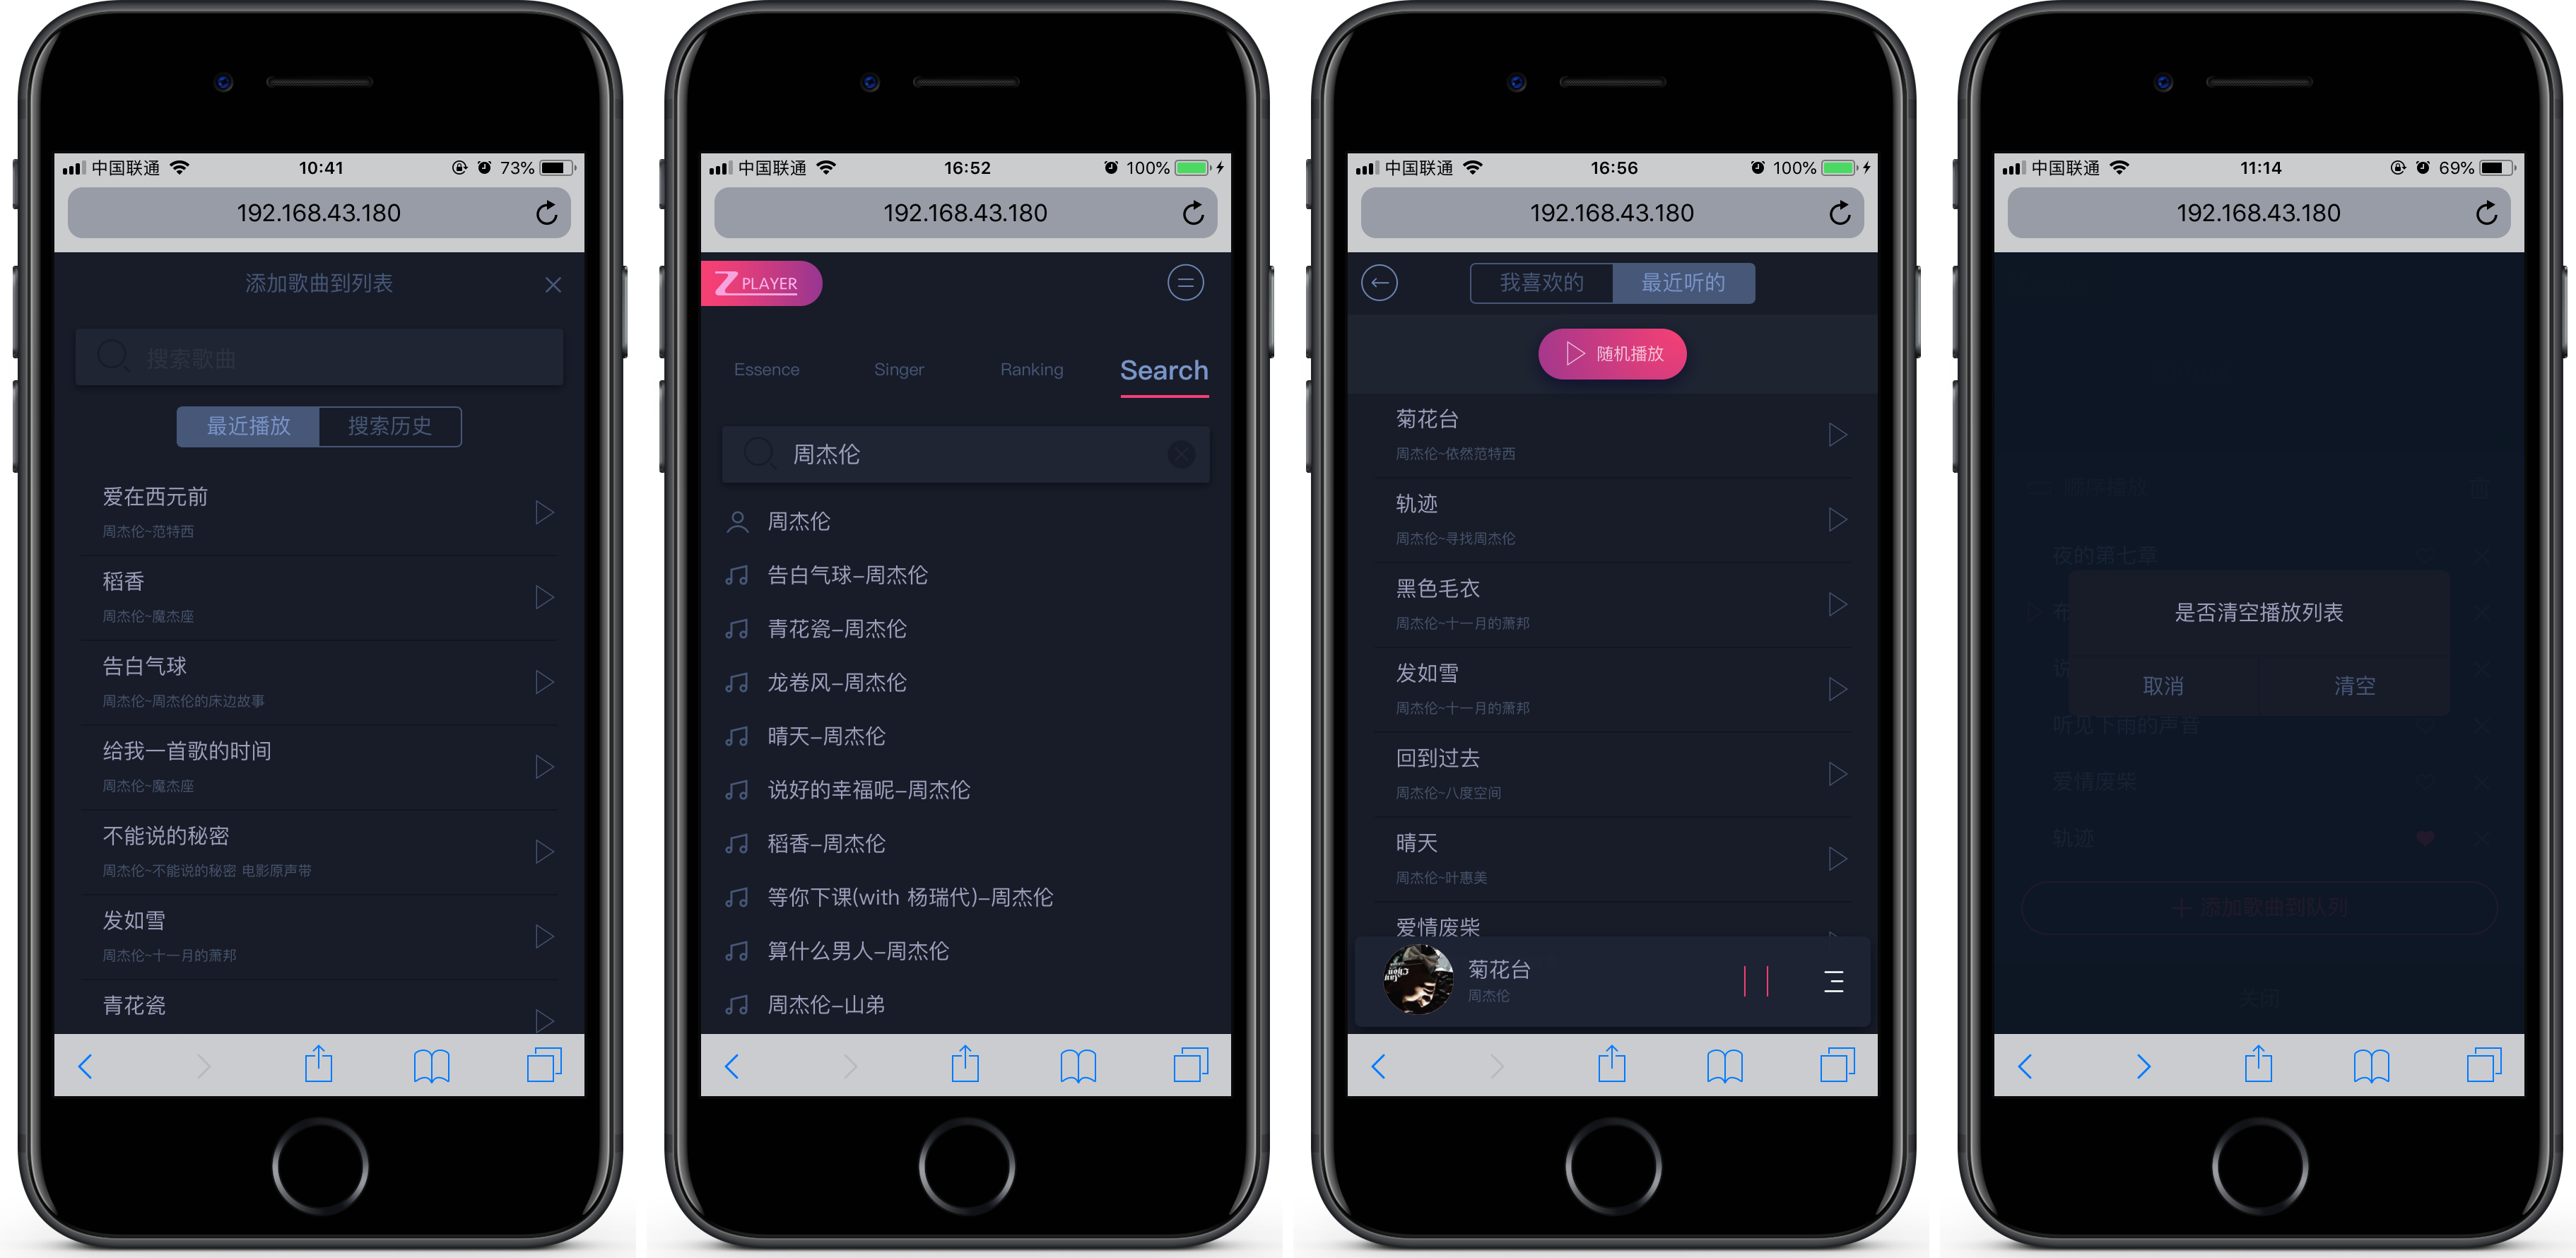 中国联通
10:41
73%
192.168.43.180
添加歌曲到列表
搜索歌曲
最近播放
搜索历史
爱在西元前
周杰伦~范特西
稻香
周杰伦~魔杰座
告白气球
周杰伦~周杰伦的床边故事
给我一首歌的时间
周杰伦~魔杰座
不能说的秘密
周杰伦~不能说的秘密 电影原声带
发如雪
周杰伦~十一月的萧邦
青花瓷
中国联通
16:52
100%
192.168.43.180
Z PLAYER
Essence
Singer
Ranking
Search
周杰伦
周杰伦
告白气球-周杰伦
青花瓷-周杰伦
龙卷风-周杰伦
晴天-周杰伦
说好的幸福呢-周杰伦
稻香-周杰伦
等你下课(with 杨瑞代)-周杰伦
算什么男人-周杰伦
周杰伦-山弟
中国联通
16:56
100%
192.168.43.180
我喜欢的
最近听的
随机播放
菊花台
周杰伦~依然范特西
轨迹
周杰伦~寻找周杰伦
黑色毛衣
周杰伦~十一月的萧邦
发如雪
周杰伦~十一月的萧邦
回到过去
周杰伦~八度空间
晴天
周杰伦~叶惠美
爱情废柴
菊花台
周杰伦
中国联通
11:14
69%
192.168.43.180
顺序播放
夜的第七章
布
是否清空播放列表
说
取消
清空
听见下雨的声音
爱情废柴
轨迹
添加歌曲到队列
关闭